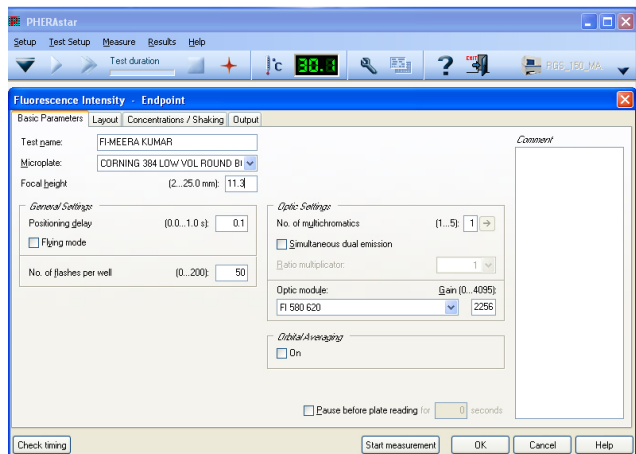 PHERAstar
Setup Test Setup Measure Results Help
Test duration
°C 30.1 ? EXIT
Fluorescence Intensity - Endpoint
Basic Parameters Layout Concentrations / Shaking Output
Test name: FI-MEERA KUMAR
Microplate: CORNING 384 LOW VOL ROUND
Focal height (2...25.0 mm): 11.3
General Settings
Positioning delay (0.0...1.0 s): 0.1
Flying mode
No. of flashes per well (0...200): 50
Optic Settings
No. of multichromatics (1...5): 1
Simultaneous dual emission
Ratio multiplicator: 1
Optic module: Gain (0...4095):
FI 580 620 2256
Orbital Averaging
On
Pause before plate reading for 0 seconds
Comment
Check timing Start measurement OK Cancel Help